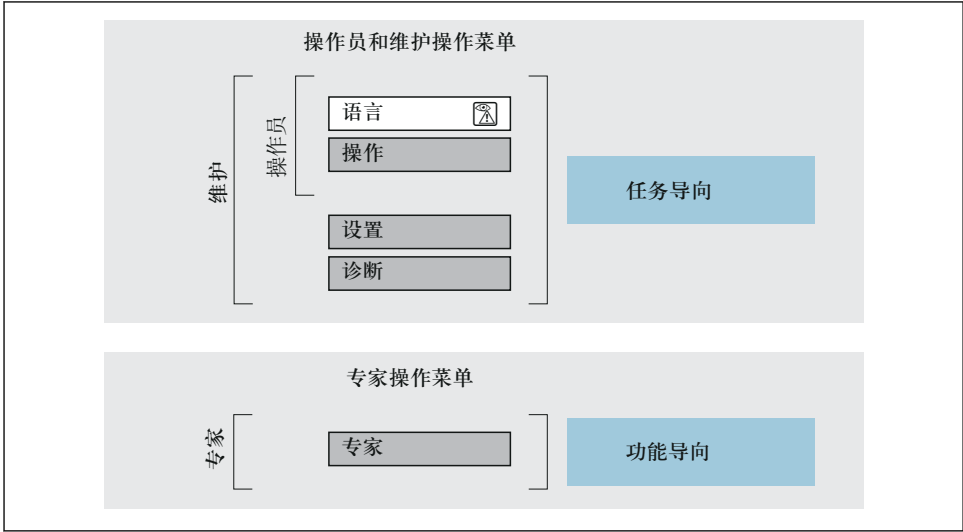 操作员和维护操作菜单
维护
操作员
语言
操作
设置
诊断
任务导向
专家操作菜单
专家
专家
功能导向